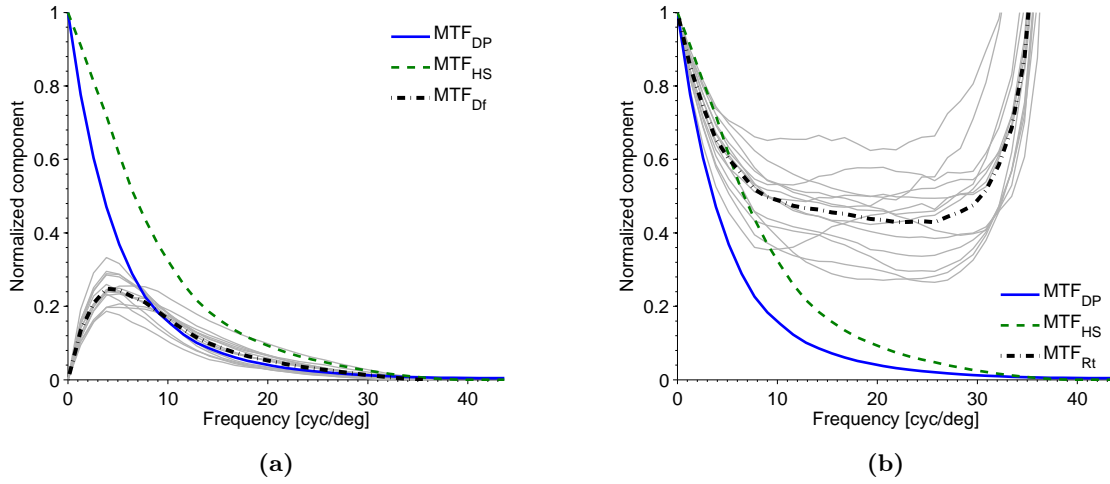 1
0.8
0.6
0.4
0.2
0
Normalized component
0 10 20 30 40
Frequency [cyc/deg]
MTF_DP
MTF_HS
MTF_Df
(a)
1
0.8
0.6
0.4
0.2
0
Normalized component
0 10 20 30 40
Frequency [cyc/deg]
MTF_DP
MTF_HS
MTF_Rt
(b)